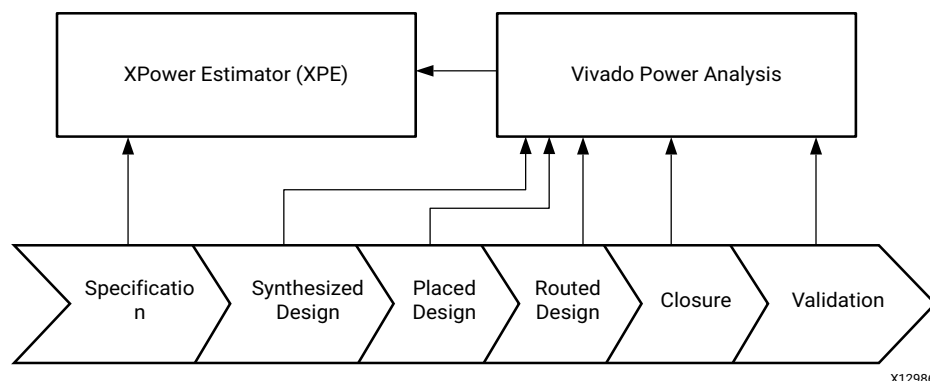 XPower Estimator (XPE)
Vivado Power Analysis
Specificatio
n
Synthesized
Design
Placed
Design
Routed
Design
Closure
Validation